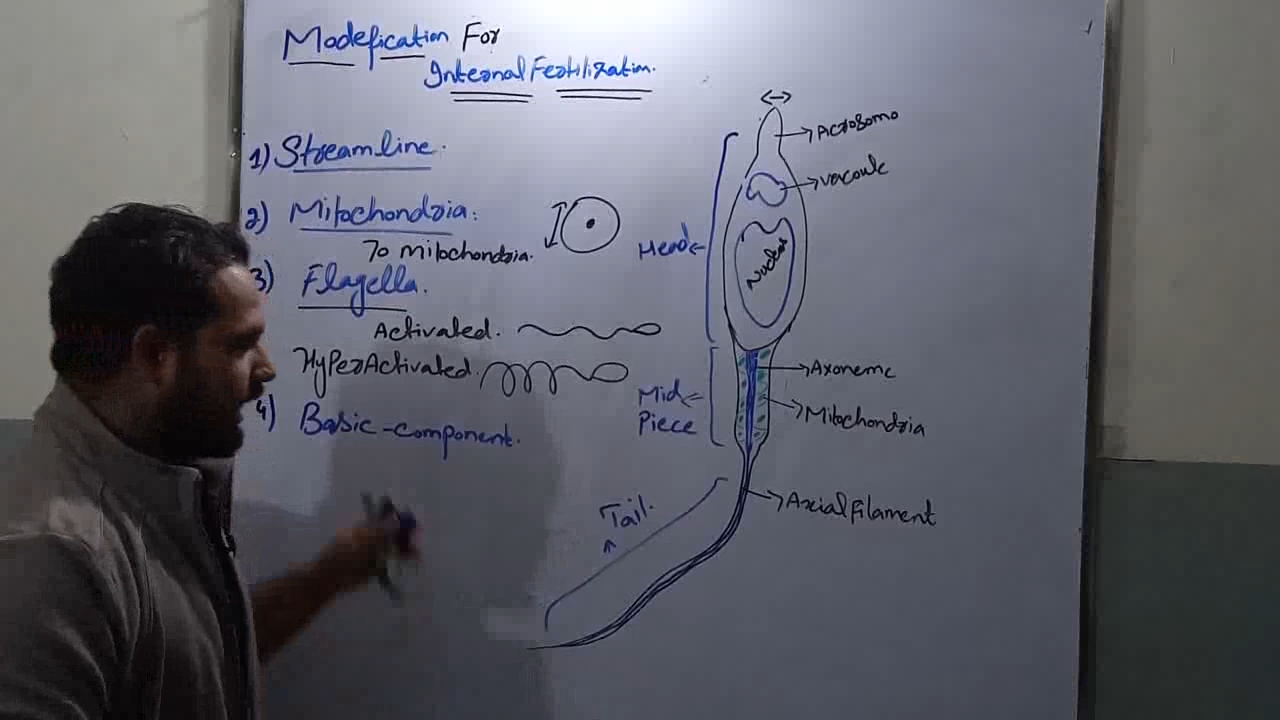 Modefication For
Internal Fertilization.
1) Streamline.
2) Mitochondria.
70 Mitochondria.
3) Flagella.
Activated.
HyperActivated.
4) Basic-component.
Acrosomo
vacoule
Head
Nucleus
Axoneme
Mid
Piece
Mitochondria
Axial Filament
Tail.